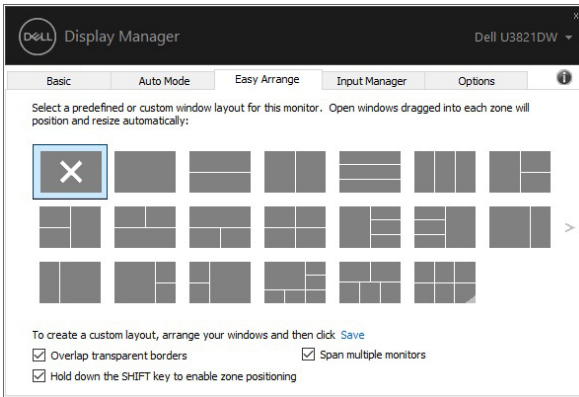 DELL Display Manager Dell U3821DW
Basic Auto Mode Easy Arrange Input Manager Options
Select a predefined or custom window layout for this monitor. Open windows dragged into each zone will
position and resize automatically:
To create a custom layout, arrange your windows and then click Save
Overlap transparent borders Span multiple monitors
Hold down the SHIFT key to enable zone positioning